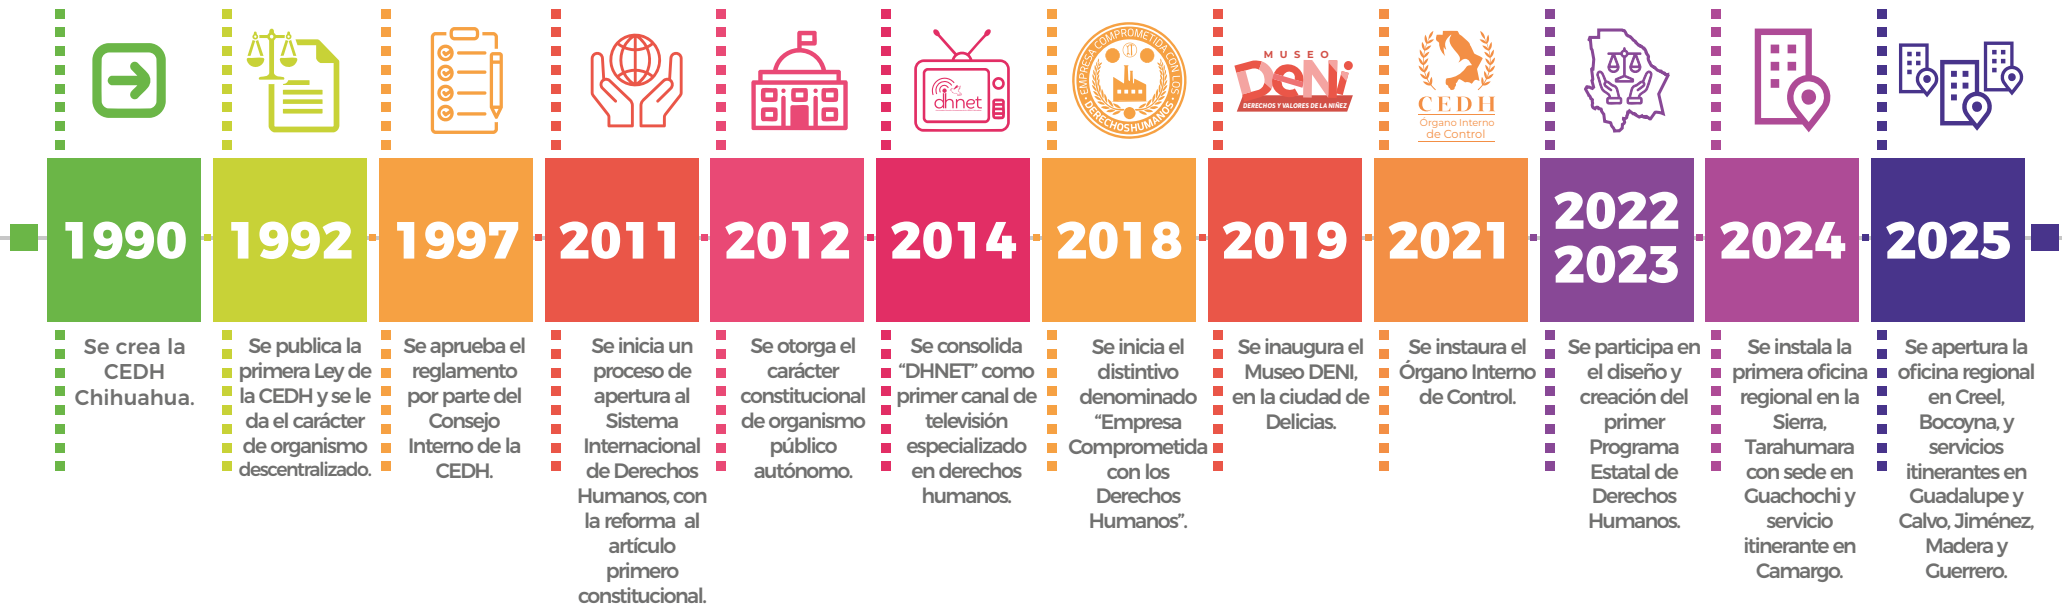 1990
Se crea la
CEDH
Chihuahua.
1992
Se publica la
primera Ley de
la CEDH y se le
da el carácter
de organismo
descentralizado.
1997
Se aprueba el
reglamento
por parte del
Consejo
Interno de la
CEDH.
2011
Se inicia un
proceso de
apertura al
Sistema
Internacional
de Derechos
Humanos, con
la reforma al
artículo
primero
constitucional.
2012
Se otorga el
carácter
constitucional
de organismo
público
autónomo.
dhnet
2014
Se consolida
“DHNET” como
primer canal de
televisión
especializado
en derechos
humanos.
EMPRESA COMPROMETIDA CON LOS
DERECHOS HUMANOS
2018
Se inicia el
distintivo
denominado
“Empresa
Comprometida
con los
Derechos
Humanos”.
MUSEO
DeNi
DERECHOS Y VALORES DE LA NIÑEZ
2019
Se inaugura el
Museo DENI,
en la ciudad de
Delicias.
CEDH
Órgano Interno
de Control
2021
Se instaura el
Órgano Interno
de Control.
2022
2023
Se participa en
el diseño y
creación del
primer
Programa
Estatal de
Derechos
Humanos.
2024
Se instala la
primera oficina
regional en la
Sierra,
Tarahumara
con sede en
Guachochi y
servicio
itinerante en
Camargo.
2025
Se apertura la
oficina regional
en Creel,
Bocoyna, y
servicios
itinerantes en
Guadalupe y
Calvo, Jiménez,
Madera y
Guerrero.